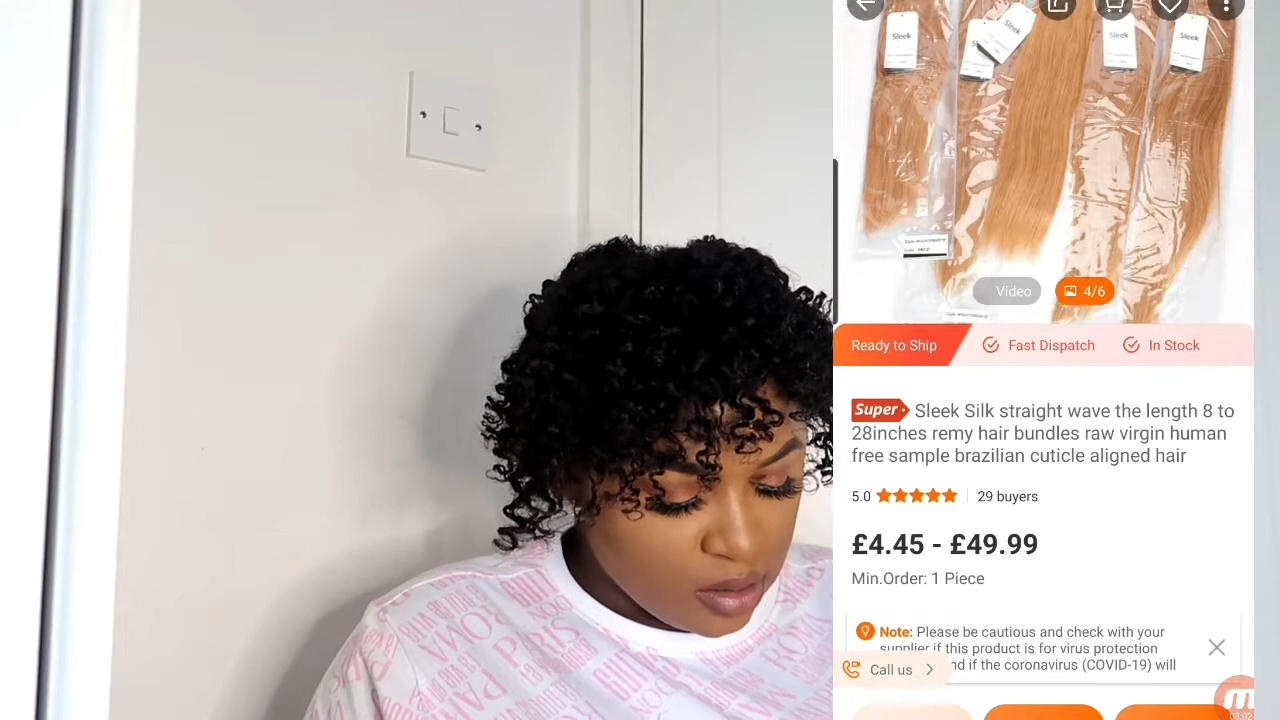 Sleek
Sleek
Sleek
Sleek
Video
4/6
Ready to Ship
Fast Dispatch
In Stock
Super Sleek Silk straight wave the length 8 to
28inches remy hair bundles raw virgin human
free sample brazilian cuticle aligned hair
5.0
29 buyers
£4.45 - £49.99
Min.Order: 1 Piece
Note: Please be cautious and check with your
supplier if this product is for virus protection
nd if the coronavirus (COVID-19) will
Call us
03:02